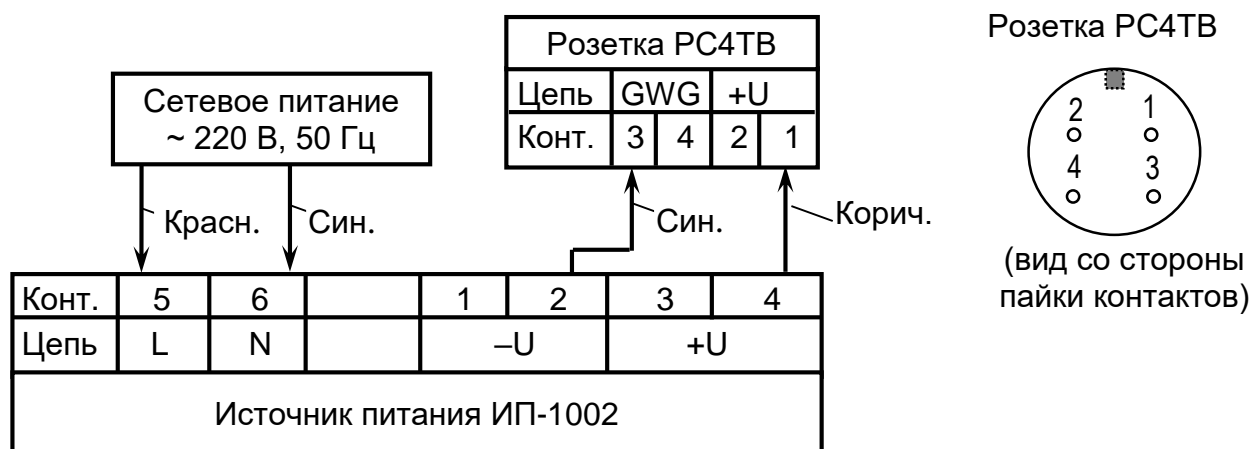 Розетка РС4ТВ
Цепь GWG +U
Конт. 3 4 2 1
Сетевое питание
~ 220 В, 50 Гц
Красн. Син. Син. Корич.
Конт. 5 6 1 2 3 4
Цепь L N –U +U
Источник питания ИП-1002
Розетка РС4ТВ
2 1
4 3
(вид со стороны
пайки контактов)